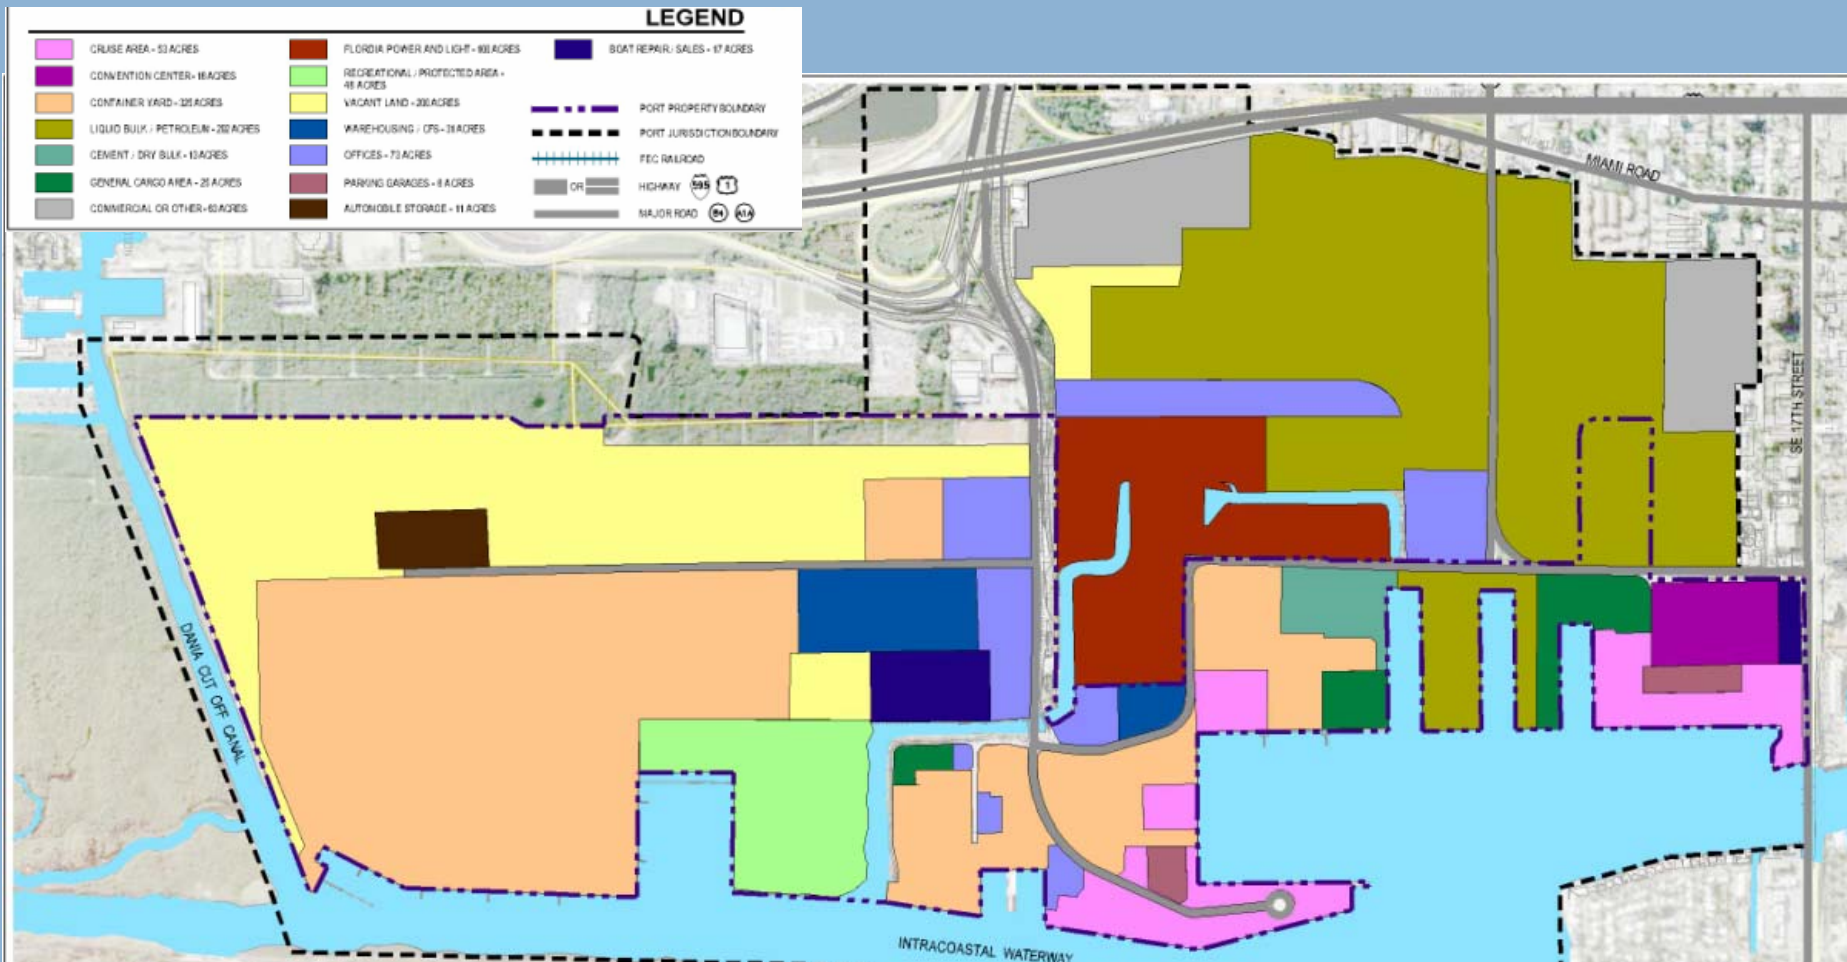 LEGEND
CRUISE AREA - 53 ACRES
CONVENTION CENTER - 16 ACRES
CONTAINER YARD - 325 ACRES
LIQUID BULK / PETROLEUM - 282 ACRES
CEMENT / DRY BULK - 13 ACRES
GENERAL CARGO AREA - 25 ACRES
COMMERCIAL OR OTHER - 60 ACRES
FLORDIA POWER AND LIGHT - ACRES
RECREATIONAL / PROTECTED AREA -
48 ACRES
VACANT LAND - 200 ACRES
WAREHOUSING / CFS - 31 ACRES
OFFICES - 73 ACRES
PARKING GARAGES - 8 ACRES
AUTOMOBILE STORAGE - 11 ACRES
BOAT REPAIR / SALES - 17 ACRES
PORT PROPERTY BOUNDARY
PORT JURISDICTION BOUNDARY
FEC RAILROAD
OR
HIGHWAY 595 1
MAJOR ROAD 84 A1A
MIAMI ROAD
SE 17TH STREET
DANIA CUT OFF CANAL
INTRACOASTAL WATERWAY